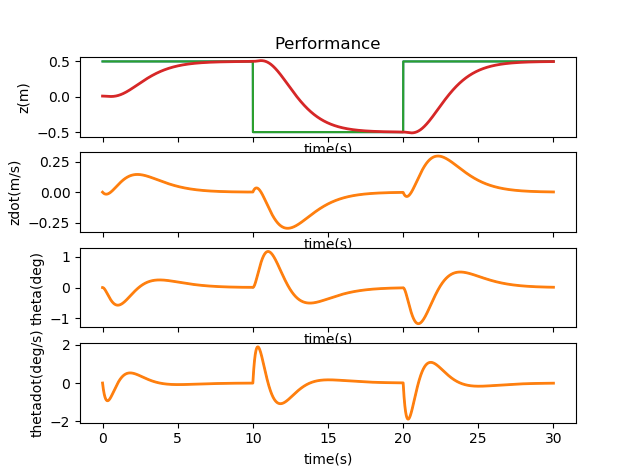 Performance
z(m)
0.5
0.0
−0.5
time(s)
zdot(m/s)
0.25
0.00
−0.25
time(s)
theta(deg)
1
0
−1
time(s)
thetadot(deg/s)
2
0
−2
0 5 10 15 20 25 30
time(s)